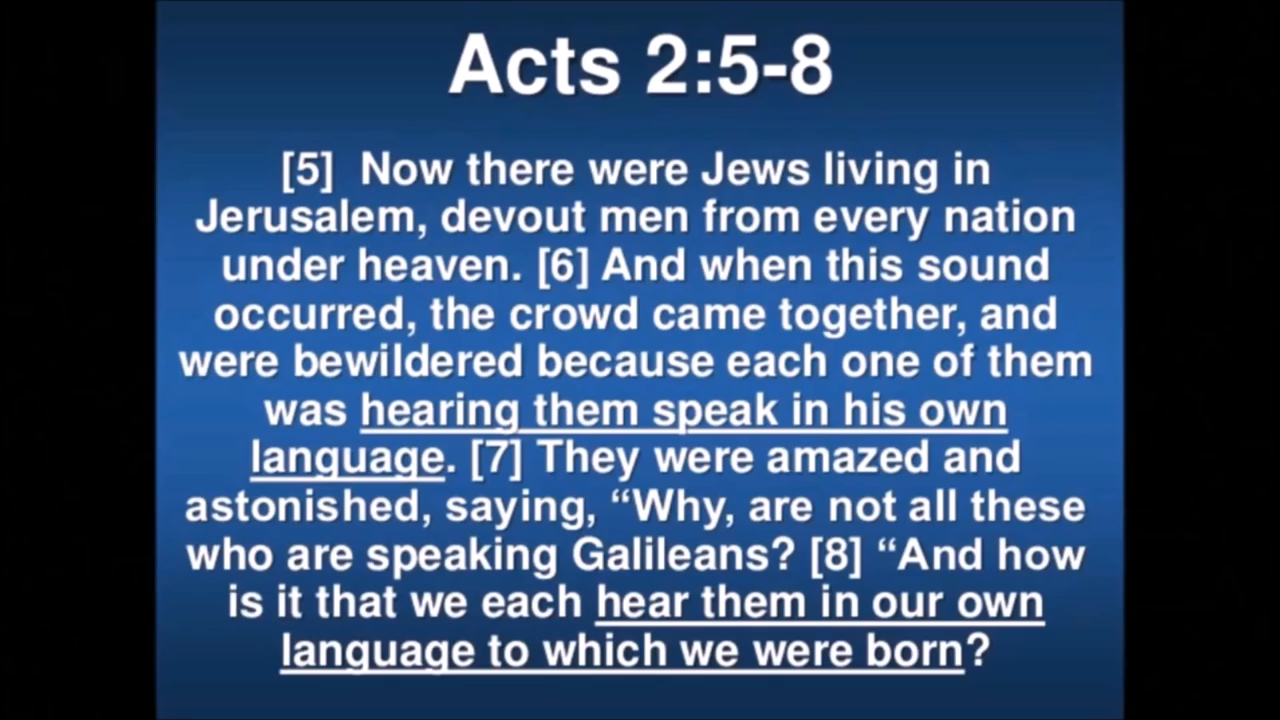 Acts 2:5-8
[5]  Now there were Jews living in
Jerusalem, devout men from every nation
under heaven. [6] And when this sound
occurred, the crowd came together, and
were bewildered because each one of them
was hearing them speak in his own
language. [7] They were amazed and
astonished, saying, “Why, are not all these
who are speaking Galileans? [8] “And how
is it that we each hear them in our own
language to which we were born?